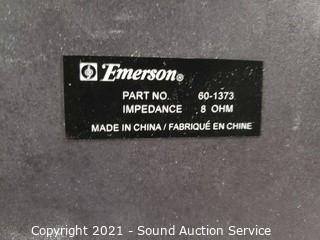 Emerson®
PART NO. 60-1373
IMPEDANCE 8 OHM
MADE IN CHINA / FABRIQUÉ EN CHINE
Copyright 2021 - Sound Auction Service